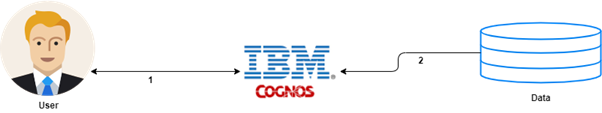 1
2
IBM®
COGNOS
User
Data